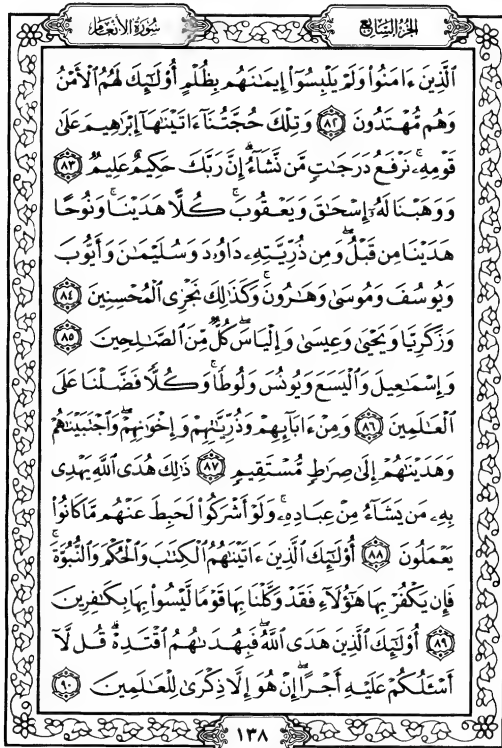 الجزء السابع
سورة الأنعام
ٱلَّذِينَ ءَامَنُوا۟ وَلَمْ يَلْبِسُوٓا۟ إِيمَـٰنَهُم بِظُلْمٍ أُو۟لَـٰٓئِكَ لَهُمُ ٱلْأَمْنُ
وَهُم مُّهْتَدُونَ ٨٢ وَتِلْكَ حُجَّتُنَآ ءَاتَيْنَـٰهَآ إِبْرَٰهِيمَ عَلَىٰ
قَوْمِهِۦۚ نَرْفَعُ دَرَجَـٰتٍ مَّن نَّشَآءُۗ إِنَّ رَبَّكَ حَكِيمٌ عَلِيمٌ ٨٣
وَوَهَبْنَا لَهُۥٓ إِسْحَـٰقَ وَيَعْقُوبَۚ كُلًّا هَدَيْنَاۚ وَنُوحًا
هَدَيْنَا مِن قَبْلُۖ وَمِن ذُرِّيَّتِهِۦ دَاوُۥدَ وَسُلَيْمَـٰنَ وَأَيُّوبَ
وَيُوسُفَ وَمُوسَىٰ وَهَـٰرُونَۚ وَكَذَٰلِكَ نَجْزِى ٱلْمُحْسِنِينَ ٨٤
وَزَكَرِيَّا وَيَحْيَىٰ وَعِيسَىٰ وَإِلْيَاسَۖ كُلٌّ مِّنَ ٱلصَّـٰلِحِينَ ٨٥
وَإِسْمَـٰعِيلَ وَٱلْيَسَعَ وَيُونُسَ وَلُوطًاۚ وَكُلًّا فَضَّلْنَا عَلَى
ٱلْعَـٰلَمِينَ ٨٦ وَمِنْ ءَابَآئِهِمْ وَذُرِّيَّـٰتِهِمْ وَإِخْوَٰنِهِمْۖ وَٱجْتَبَيْنَـٰهُمْ
وَهَدَيْنَـٰهُمْ إِلَىٰ صِرَٰطٍ مُّسْتَقِيمٍ ٨٧ ذَٰلِكَ هُدَى ٱللَّهِ يَهْدِى
بِهِۦ مَن يَشَآءُ مِنْ عِبَادِهِۦۚ وَلَوْ أَشْرَكُوا۟ لَحَبِطَ عَنْهُم مَّا كَانُوا۟
يَعْمَلُونَ ٨٨ أُو۟لَـٰٓئِكَ ٱلَّذِينَ ءَاتَيْنَـٰهُمُ ٱلْكِتَـٰبَ وَٱلْحُكْمَ وَٱلنُّبُوَّةَۚ
فَإِن يَكْفُرْ بِهَا هَـٰٓؤُلَآءِ فَقَدْ وَكَّلْنَا بِهَا قَوْمًا لَّيْسُوا۟ بِهَا بِكَـٰفِرِينَ
٨٩ أُو۟لَـٰٓئِكَ ٱلَّذِينَ هَدَى ٱللَّهُۖ فَبِهُدَىٰهُمُ ٱقْتَدِهْۗ قُل لَّآ
أَسْـَٔلُكُمْ عَلَيْهِ أَجْرًاۖ إِنْ هُوَ إِلَّا ذِكْرَىٰ لِلْعَـٰلَمِينَ ٩٠
١٣٨